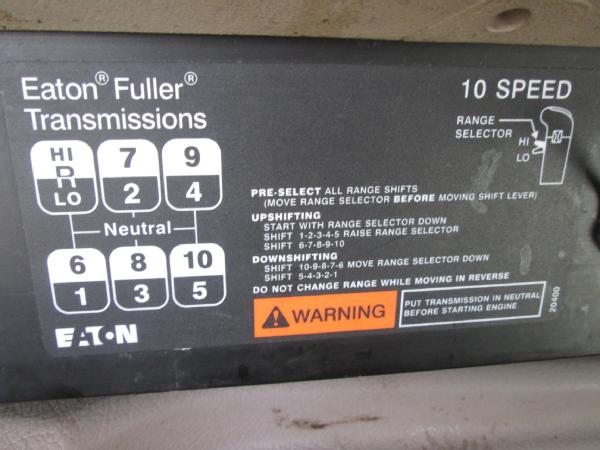 Eaton® Fuller®
Transmissions
10 SPEED
RANGE
SELECTOR
HI
LO
HI
R
LO
7
2
9
4
Neutral
6
1
8
3
10
5
PRE-SELECT ALL RANGE SHIFTS
(MOVE RANGE SELECTOR BEFORE MOVING SHIFT LEVER)
UPSHIFTING
START WITH RANGE SELECTOR DOWN
SHIFT 1-2-3-4-5 RAISE RANGE SELECTOR
SHIFT 6-7-8-9-10
DOWNSHIFTING
SHIFT 10-9-8-7-6 MOVE RANGE SELECTOR DOWN
SHIFT 5-4-3-2-1
DO NOT CHANGE RANGE WHILE MOVING IN REVERSE
WARNING
PUT TRANSMISSION IN NEUTRAL
BEFORE STARTING ENGINE
20400
EATON